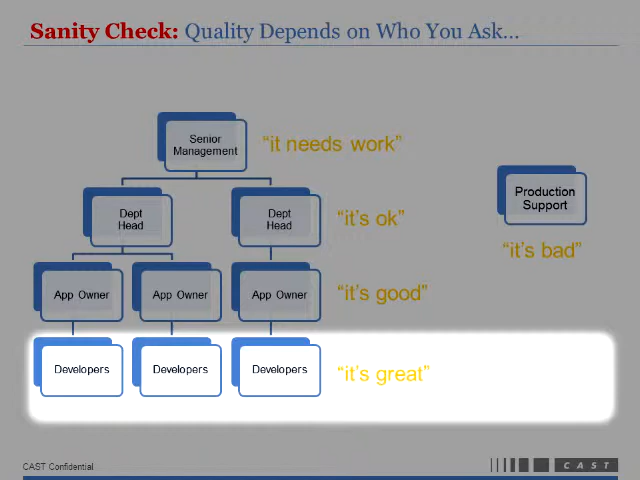 Sanity Check: Quality Depends on Who You Ask...
Senior
Management
"it needs work"
Production
Support
Dept
Head
Dept
Head
"it's ok"
"it's bad"
App Owner
App Owner
App Owner
"it's good"
Developers
Developers
Developers
"it's great"
CAST Confidential
CAST